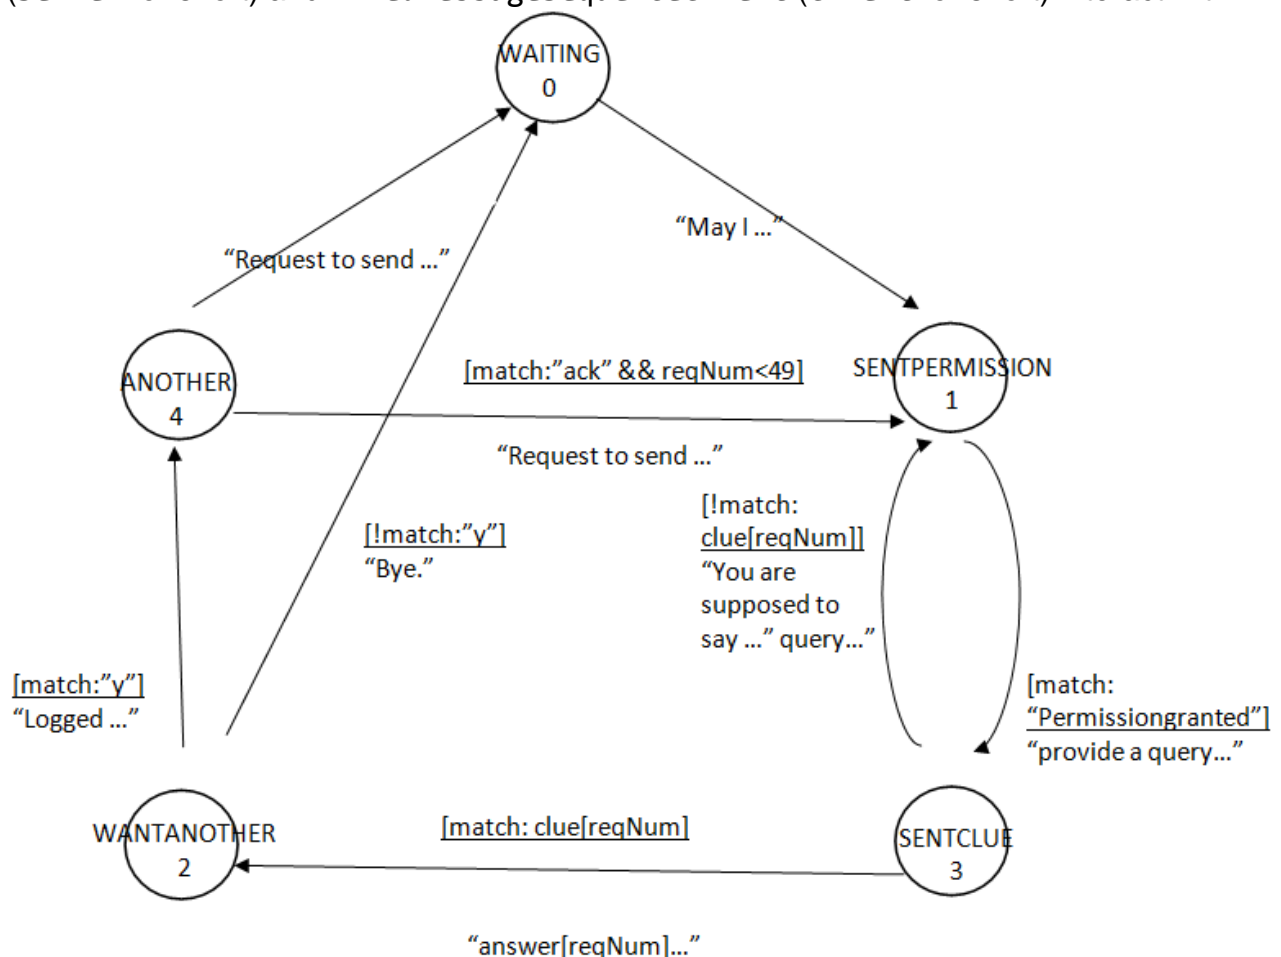 WAITING
0
“May I ...”
“Request to send ...”
ANOTHER
4
[match:”ack” && reqNum<49]
SENTPERMISSION
1
“Request to send ...”
[!match:
clue[reqNum]]
“You are
supposed to
say ...” query...”
[!match:”y”]
“Bye.”
[match:”y”]
“Logged ...”
[match:
“Permissiongranted”]
“provide a query...”
WANTANOTHER
2
[match: clue[reqNum]
SENTCLUE
3
“answer[reqNum]...”